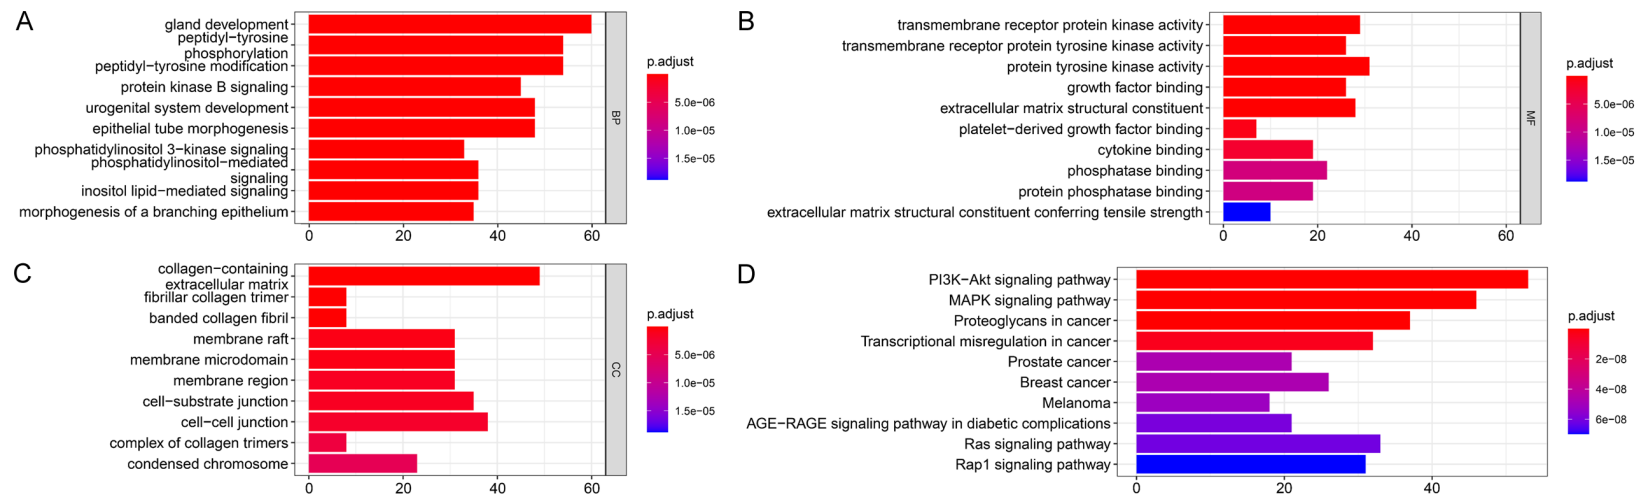 A
gland development
peptidyl−tyrosine
phosphorylation
peptidyl−tyrosine modification
protein kinase B signaling
urogenital system development
epithelial tube morphogenesis
phosphatidylinositol 3−kinase signaling
phosphatidylinositol−mediated
signaling
inositol lipid−mediated signaling
morphogenesis of a branching epithelium
0 20 40 60
BP
p.adjust
5.0e−06
1.0e−05
1.5e−05
B
transmembrane receptor protein kinase activity
transmembrane receptor protein tyrosine kinase activity
protein tyrosine kinase activity
growth factor binding
extracellular matrix structural constituent
platelet−derived growth factor binding
cytokine binding
phosphatase binding
protein phosphatase binding
extracellular matrix structural constituent conferring tensile strength
0 20 40 60
MF
p.adjust
5.0e−06
1.0e−05
1.5e−05
C
collagen−containing
extracellular matrix
fibrillar collagen trimer
banded collagen fibril
membrane raft
membrane microdomain
membrane region
cell−substrate junction
cell−cell junction
complex of collagen trimers
condensed chromosome
0 20 40 60
CC
p.adjust
5.0e−06
1.0e−05
1.5e−05
D
PI3K−Akt signaling pathway
MAPK signaling pathway
Proteoglycans in cancer
Transcriptional misregulation in cancer
Prostate cancer
Breast cancer
Melanoma
AGE−RAGE signaling pathway in diabetic complications
Ras signaling pathway
Rap1 signaling pathway
0 20 40
p.adjust
2e−08
4e−08
6e−08